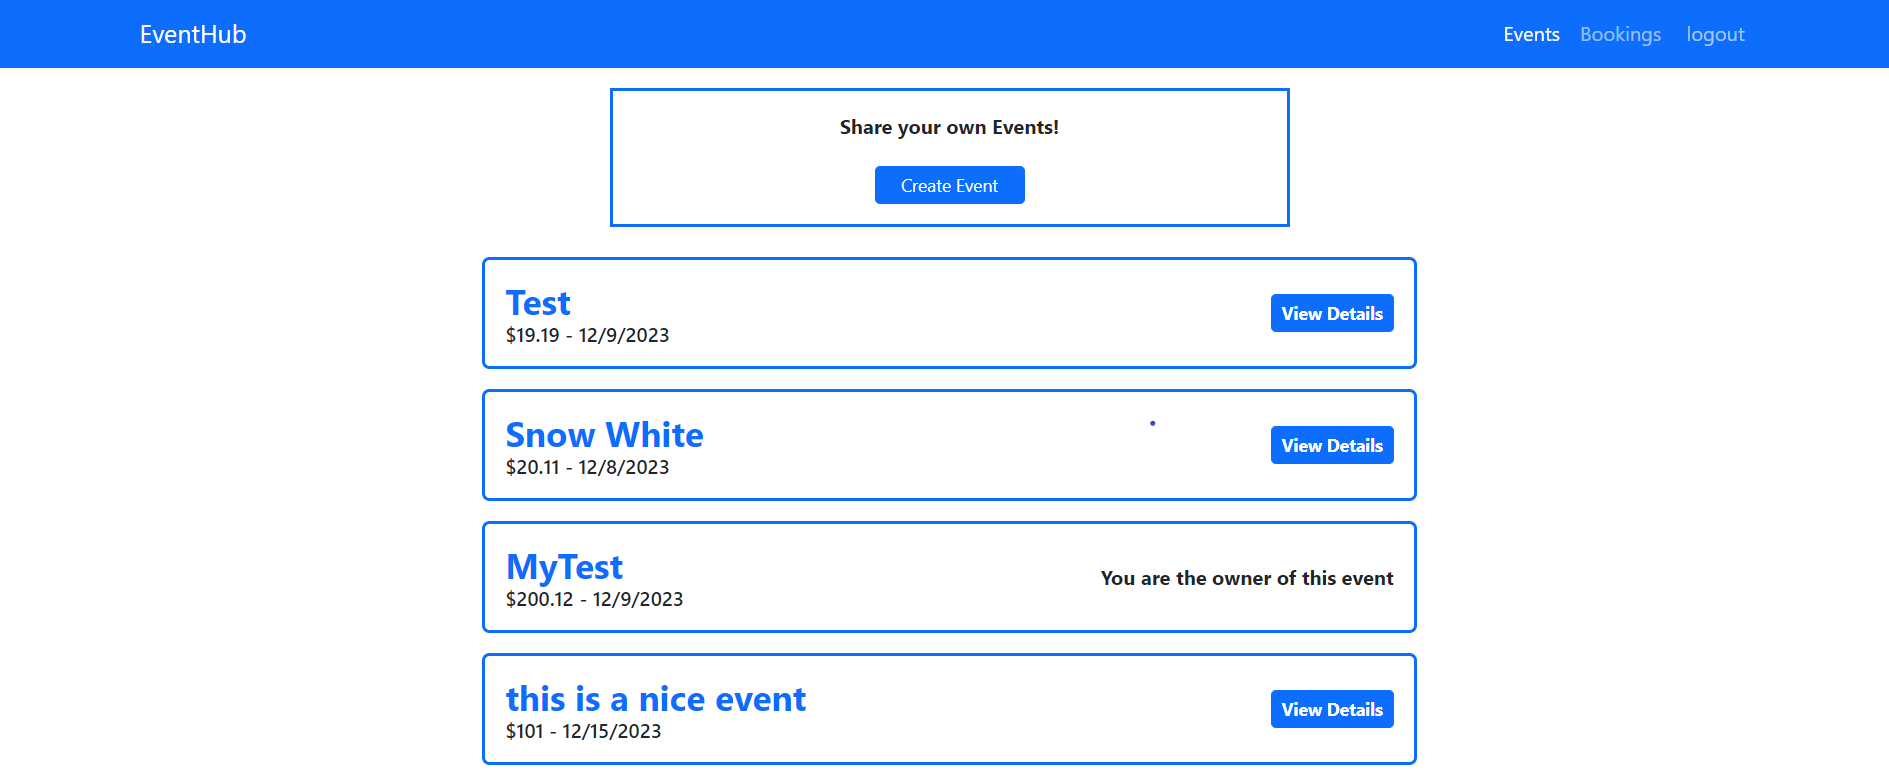 EventHub
Events Bookings logout
Share your own Events!
Create Event
Test
$19.19 - 12/9/2023
View Details
Snow White
$20.11 - 12/8/2023
View Details
MyTest
$200.12 - 12/9/2023
You are the owner of this event
this is a nice event
$101 - 12/15/2023
View Details